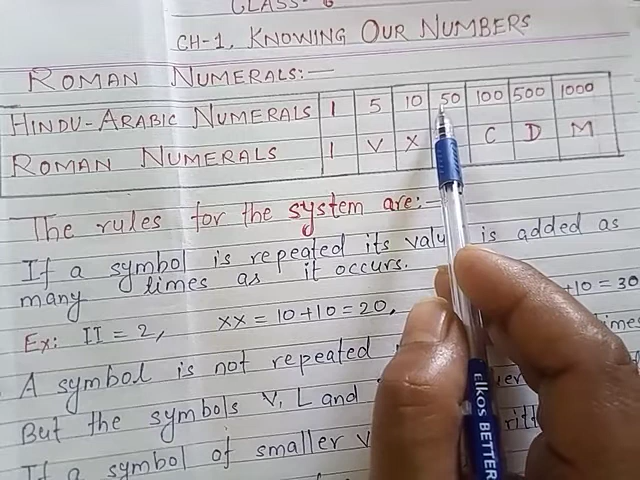 CLASS- 6
CH-1, KNOWING OUR NUMBERS
ROMAN NUMERALS:—
HINDU-ARABIC NUMERALS 1 5 10 50 100 500 1000
ROMAN NUMERALS I V X C D M
The rules for the system are:-
If a symbol is repeated its valu is added as
many times as it occurs.
Ex: II = 2, XX = 10+10 = 20, +10 = 30
A symbol is not repeated times
But the symbols V, L and
If a symbol of smaller v
Elkos BETTER